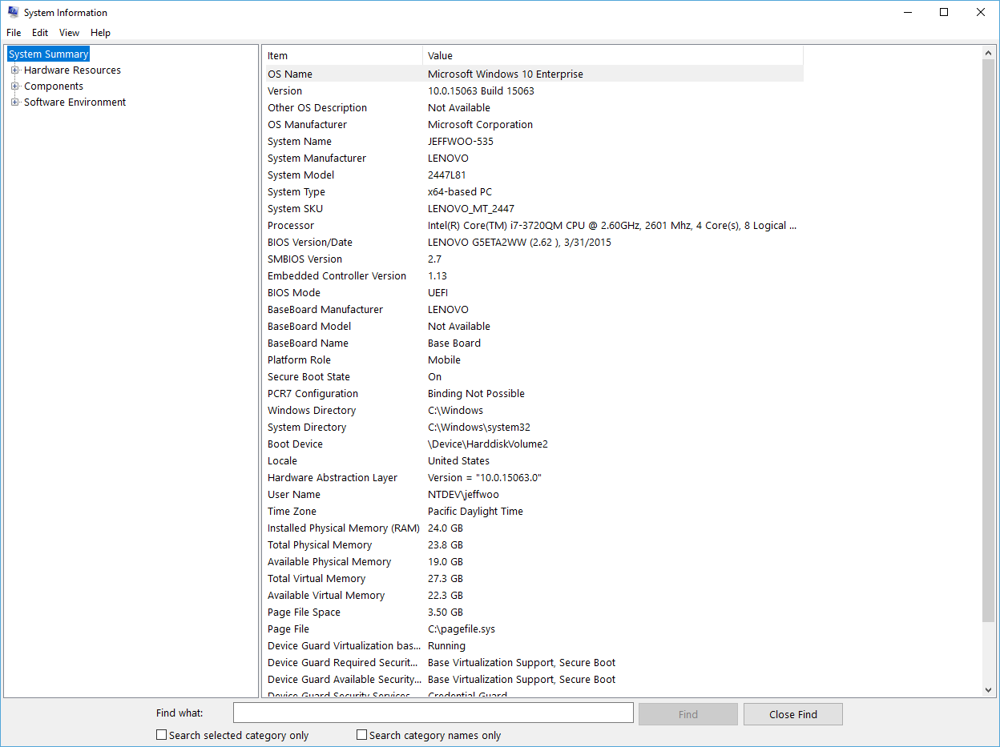 System Information
File Edit View Help
System Summary
Hardware Resources
Components
Software Environment
Item Value
OS Name Microsoft Windows 10 Enterprise
Version 10.0.15063 Build 15063
Other OS Description Not Available
OS Manufacturer Microsoft Corporation
System Name JEFFWOO-535
System Manufacturer LENOVO
System Model 2447L81
System Type x64-based PC
System SKU LENOVO_MT_2447
Processor Intel(R) Core(TM) i7-3720QM CPU @ 2.60GHz, 2601 Mhz, 4 Core(s), 8 Logical ...
BIOS Version/Date LENOVO G5ETA2WW (2.62 ), 3/31/2015
SMBIOS Version 2.7
Embedded Controller Version 1.13
BIOS Mode UEFI
BaseBoard Manufacturer LENOVO
BaseBoard Model Not Available
BaseBoard Name Base Board
Platform Role Mobile
Secure Boot State On
PCR7 Configuration Binding Not Possible
Windows Directory C:\Windows
System Directory C:\Windows\system32
Boot Device \Device\HarddiskVolume2
Locale United States
Hardware Abstraction Layer Version = "10.0.15063.0"
User Name NTDEV\jeffwoo
Time Zone Pacific Daylight Time
Installed Physical Memory (RAM) 24.0 GB
Total Physical Memory 23.8 GB
Available Physical Memory 19.0 GB
Total Virtual Memory 27.3 GB
Available Virtual Memory 22.3 GB
Page File Space 3.50 GB
Page File C:\pagefile.sys
Device Guard Virtualization bas... Running
Device Guard Required Securit... Base Virtualization Support, Secure Boot
Device Guard Available Security... Base Virtualization Support, Secure Boot
Device Guard Security Services Credential Guard
Find what: Find Close Find
Search selected category only Search category names only